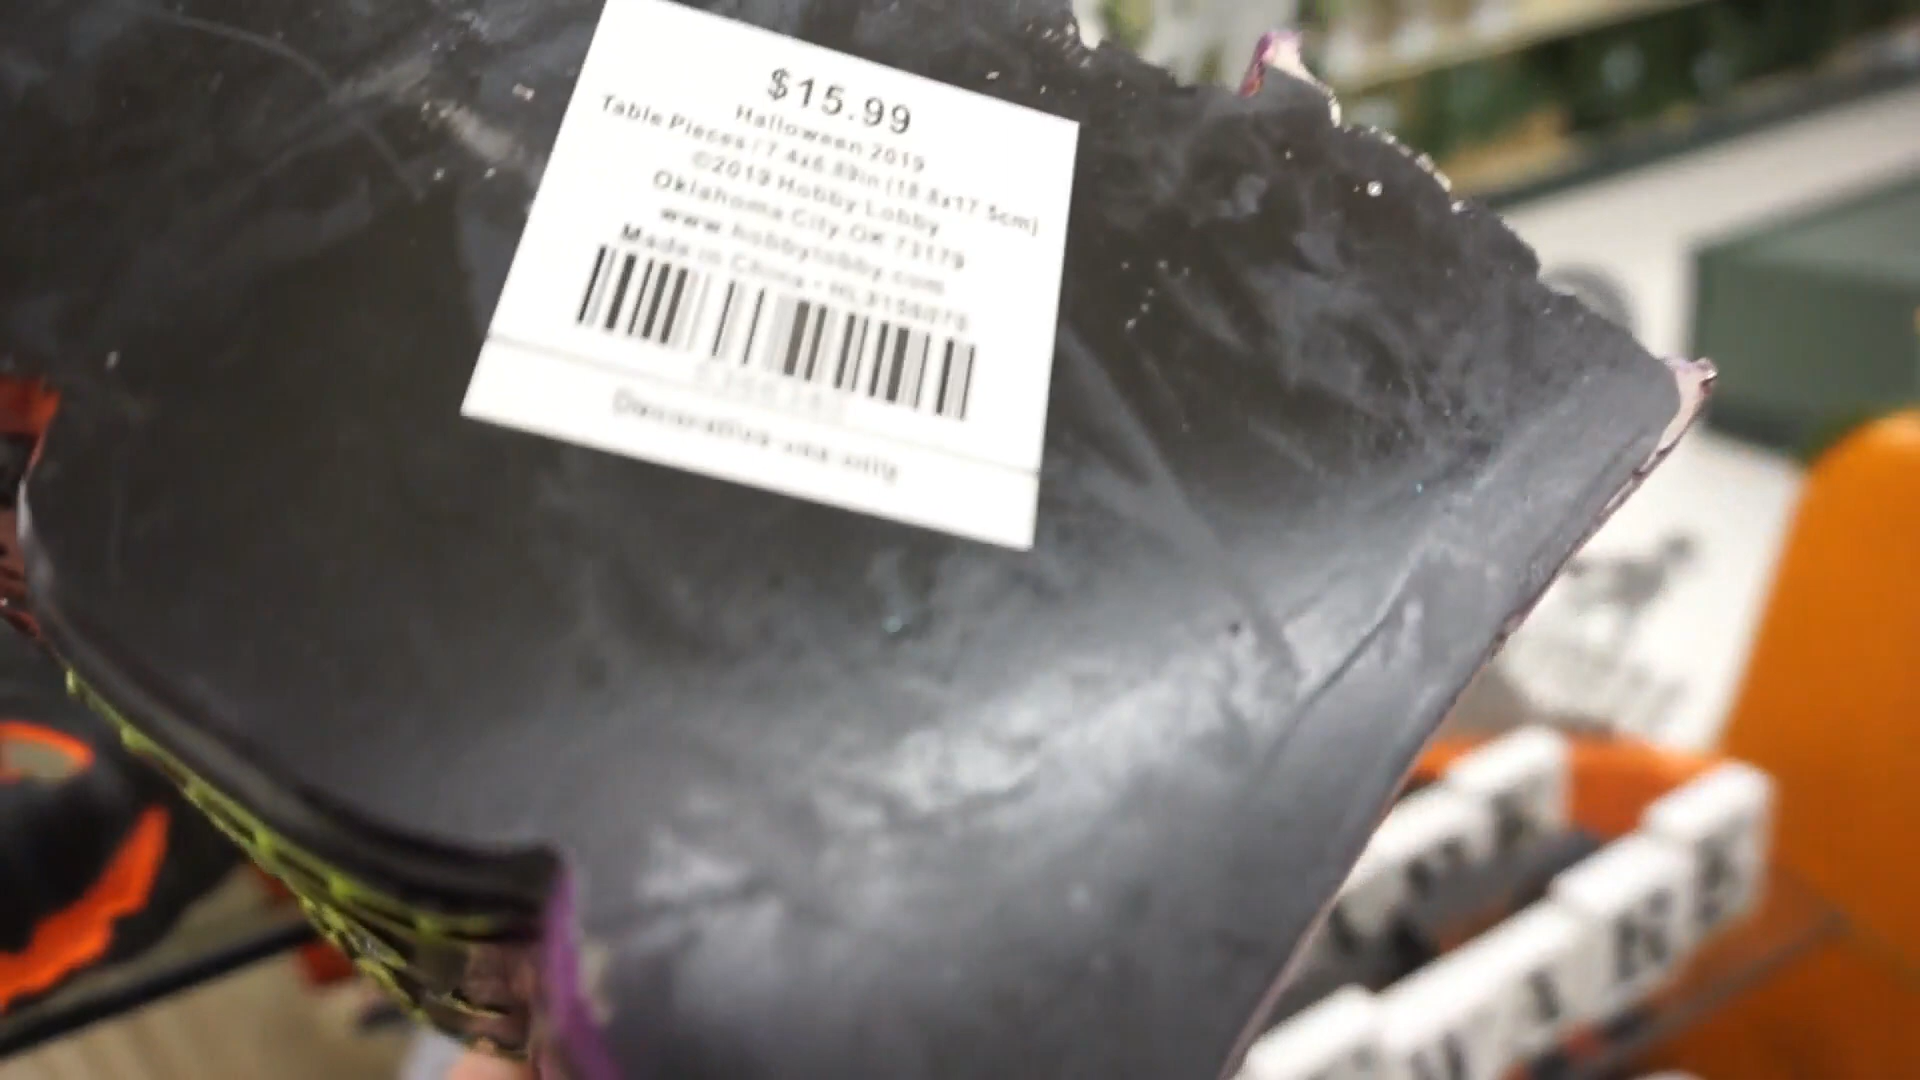 $15.99
Halloween 2019
Table Pieces / 7.4x6.89in (18.8x17.5cm)
©2019 Hobby Lobby
Oklahoma City OK 73179
www.hobbylobby.com
Made in China •
Decorative use only